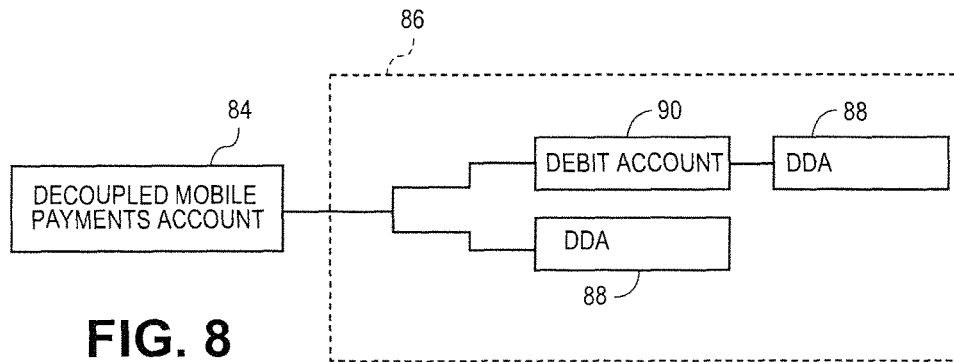 86
84
90
88
DEBIT ACCOUNT
DDA
DECOUPLED MOBILE
PAYMENTS ACCOUNT
DDA
88
FIG. 8